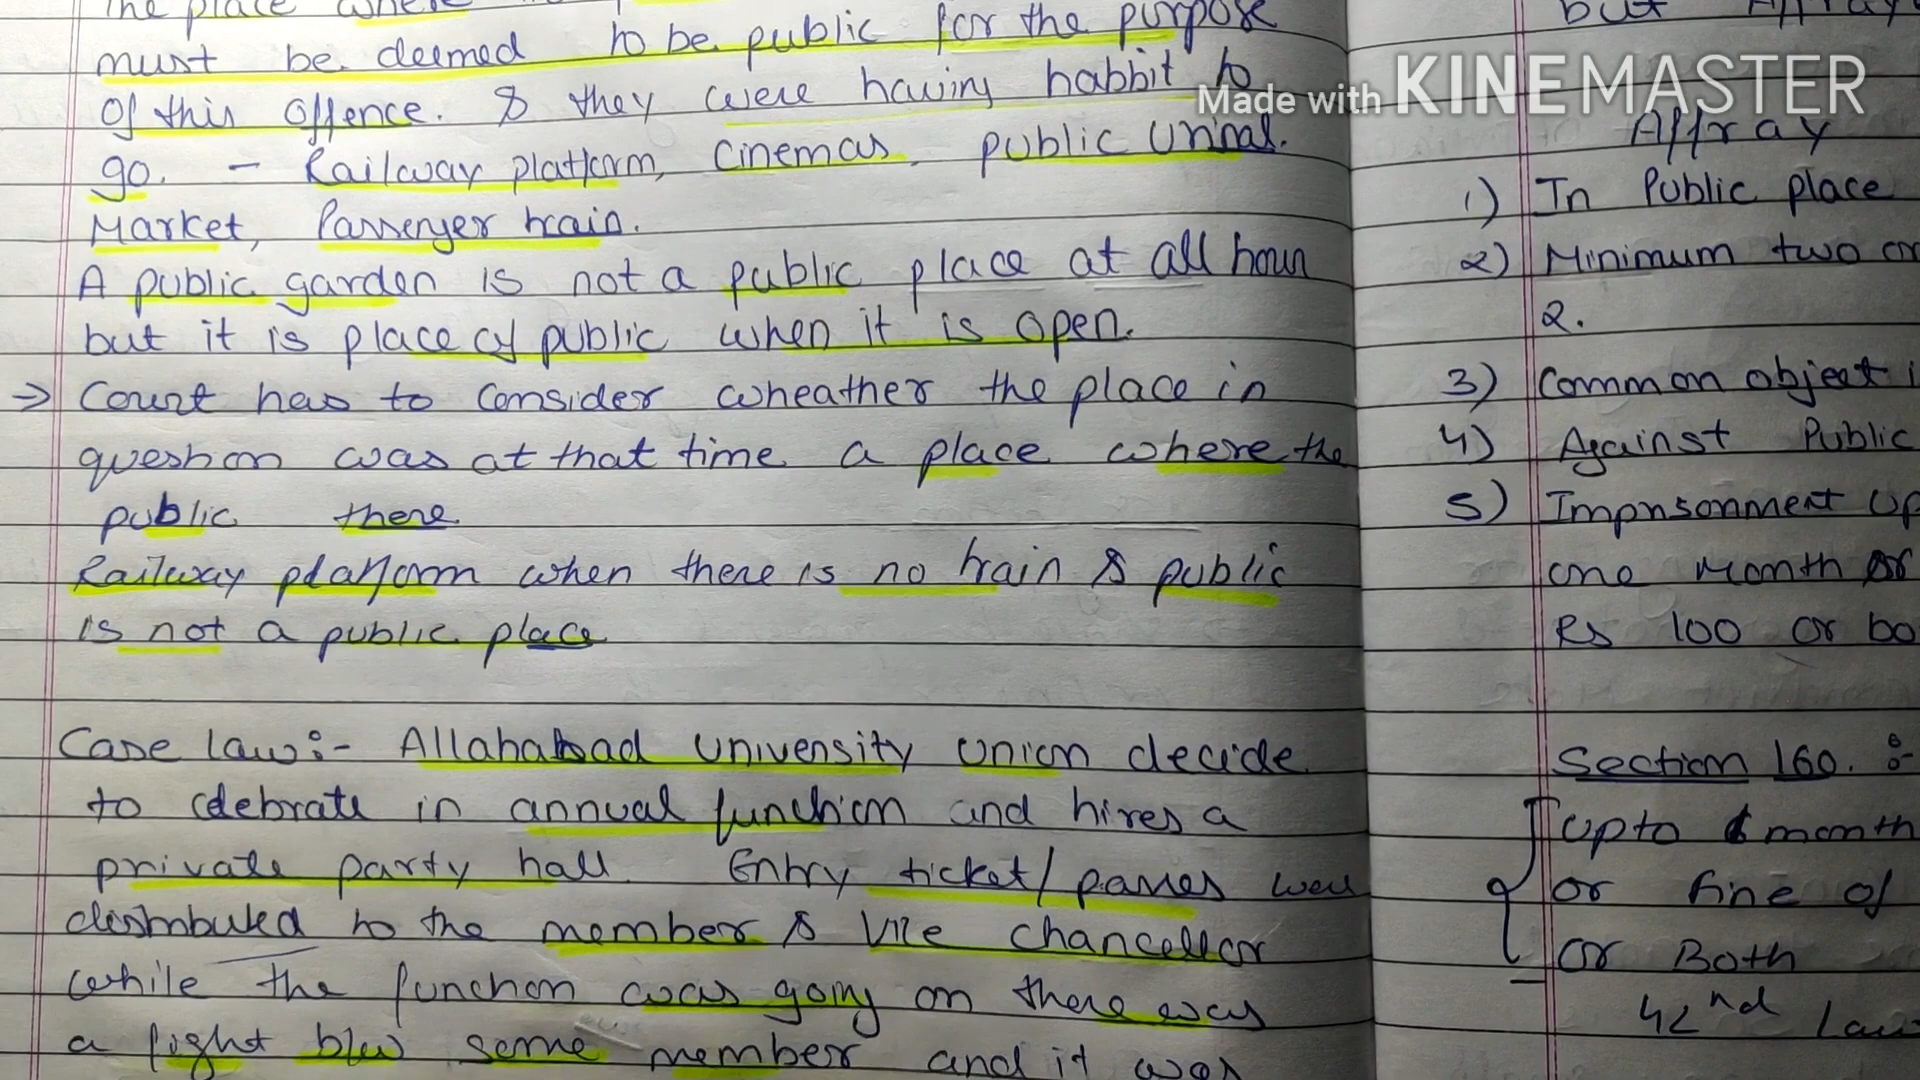 the place where
must be deemed to be public for the purpose
of this offence. & they were having habbit to
go. - Railway platform, Cinemas, public Urinal.
Market, Passenger train.
A public garden is not a public place at all hour
but it is place of public when it is open.
→ Court has to Consider wheather the place in
question was at that time a place where the
public there
Railway platform when there is no train & public
is not a public place
Case law:- Allahabad University Union decide
to celebrate in annual function and hires a
private party hall. Entry ticket/passes were
distributed to the member & Vice chancellor
while the function was going on there was
a fight btw some member and it was
but Affray
Made with KINEMASTER
Affray
1) In Public place
2) Minimum two or
2.
3) Common object i
4) Against Public
5) Imprisonment Up
one month or
Rs 100 or bo
Section 160. :-
Upto 1 month
or fine of
or Both
42nd Law